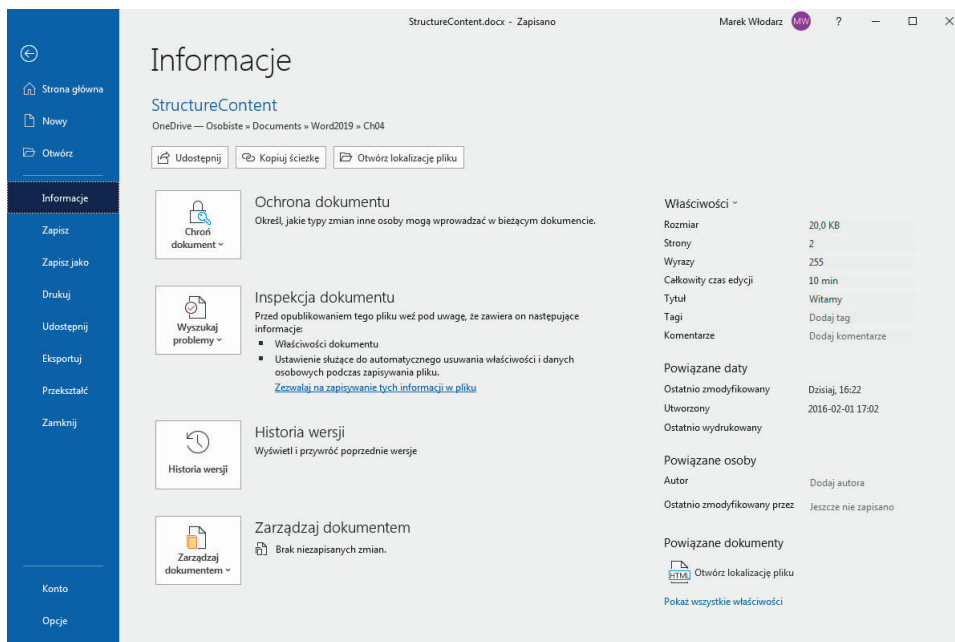 StructureContent.docx - Zapisano
Marek Włodarz MW ?
Strona główna
Nowy
Otwórz
Informacje
Zapisz
Zapisz jako
Drukuj
Udostępnij
Eksportuj
Przekształć
Zamknij
Konto
Opcje
Informacje
StructureContent
OneDrive — Osobiste » Documents » Word2019 » Ch04
Udostępnij
Kopiuj ścieżkę
Otwórz lokalizację pliku
Chroń
dokument
Ochrona dokumentu
Określ, jakie typy zmian inne osoby mogą wprowadzać w bieżącym dokumencie.
Wyszukaj
problemy
Inspekcja dokumentu
Przed opublikowaniem tego pliku weź pod uwagę, że zawiera on następujące
informacje:
Właściwości dokumentu
Ustawienie służące do automatycznego usuwania właściwości i danych
osobowych podczas zapisywania pliku.
Zezwalaj na zapisywanie tych informacji w pliku
Historia wersji
Historia wersji
Wyświetl i przywróć poprzednie wersje
Zarządzaj
dokumentem
Zarządzaj dokumentem
Brak niezapisanych zmian.
Właściwości
Rozmiar 20,0 KB
Strony 2
Wyrazy 255
Całkowity czas edycji 10 min
Tytuł Witamy
Tagi Dodaj tag
Komentarze Dodaj komentarze
Powiązane daty
Ostatnio zmodyfikowany Dzisiaj, 16:22
Utworzony 2016-02-01 17:02
Ostatnio wydrukowany
Powiązane osoby
Autor Dodaj autora
Ostatnio zmodyfikowany przez Jeszcze nie zapisano
Powiązane dokumenty
HTML Otwórz lokalizację pliku
Pokaż wszystkie właściwości